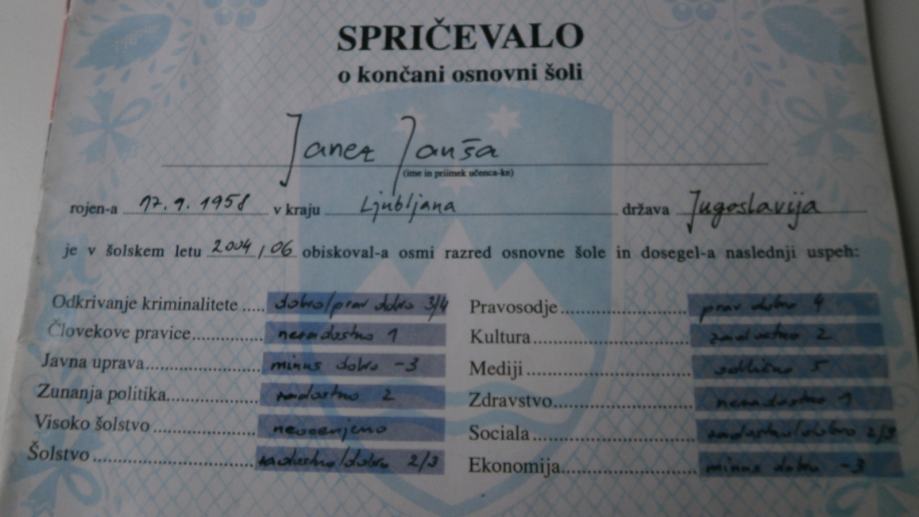 SPRIČEVALO
o končani osnovni šoli
Janez Janša
(ime in priimek učenca-ke)
rojen-a 17.9.1958 v kraju Ljubljana država Jugoslavija
je v šolskem letu 2004/06 obiskoval-a osmi razred osnovne šole in dosegel-a naslednji uspeh:
Odkrivanje kriminalitete ..... dobro/prav dobro 3/4 Pravosodje..................... prav dobro 4
Človekove pravice............ nezadostno 1 Kultura.......................... zadostno 2
Javna uprava.................... minus dobro -3 Mediji............................ odlično 5
Zunanja politika............... zadostno 2 Zdravstvo....................... nezadostno 1
Visoko šolstvo ................ neocenjeno Sociala........................... zadostno/dobro 2/3
Šolstvo ........................... zadostno/dobro 2/3 Ekonomija...................... minus dobro -3